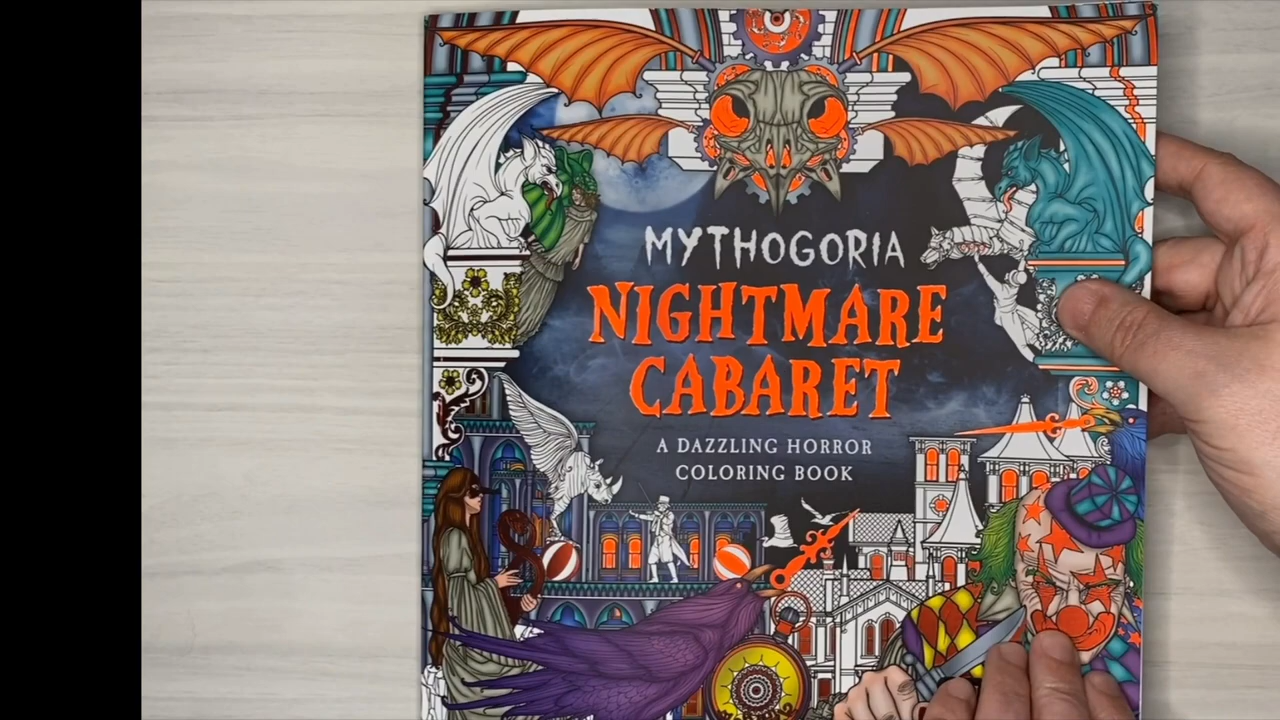 MYTHOGORIA
NIGHTMARE
CABARET
A DAZZLING HORROR
COLORING BOOK